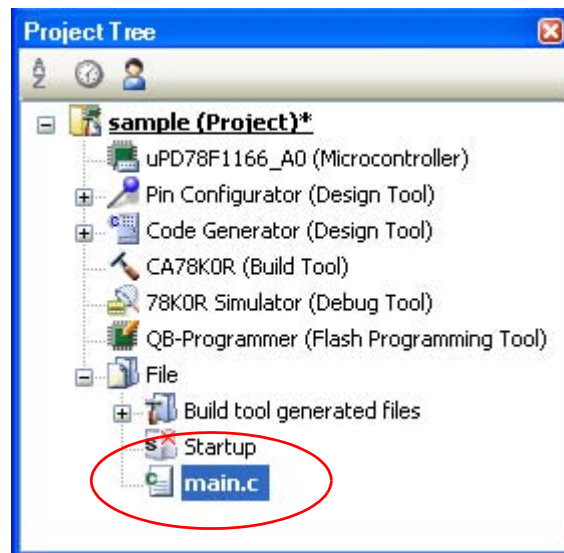 Project Tree
sample (Project)*
uPD78F1166_A0 (Microcontroller)
Pin Configurator (Design Tool)
Code Generator (Design Tool)
CA78K0R (Build Tool)
78K0R Simulator (Debug Tool)
QB-Programmer (Flash Programming Tool)
File
Build tool generated files
Startup
main.c